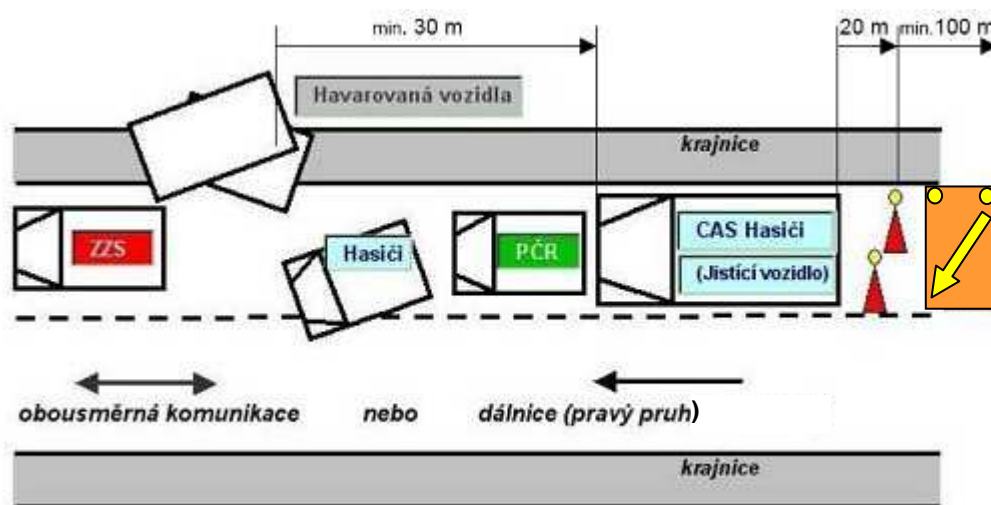 min. 30 m
20 m
min.100 m
Havarovaná vozidla
krajnice
ZZS
Hasiči
PČR
CAS Hasiči
(Jistící vozidlo)
obousměrná komunikace nebo dálnice (pravý pruh)
krajnice